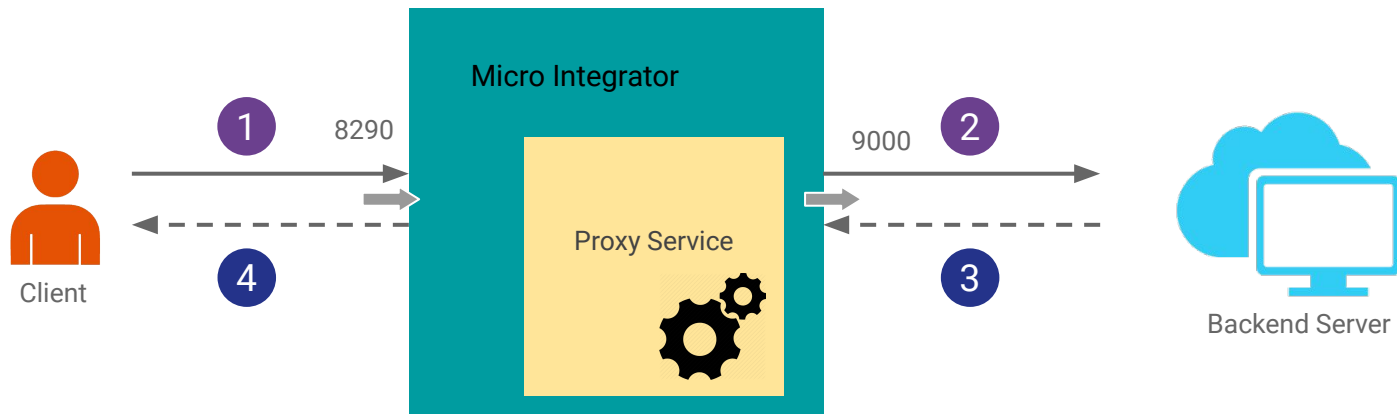 Micro Integrator
1
8290
9000
2
Proxy Service
4
3
Client
Backend Server